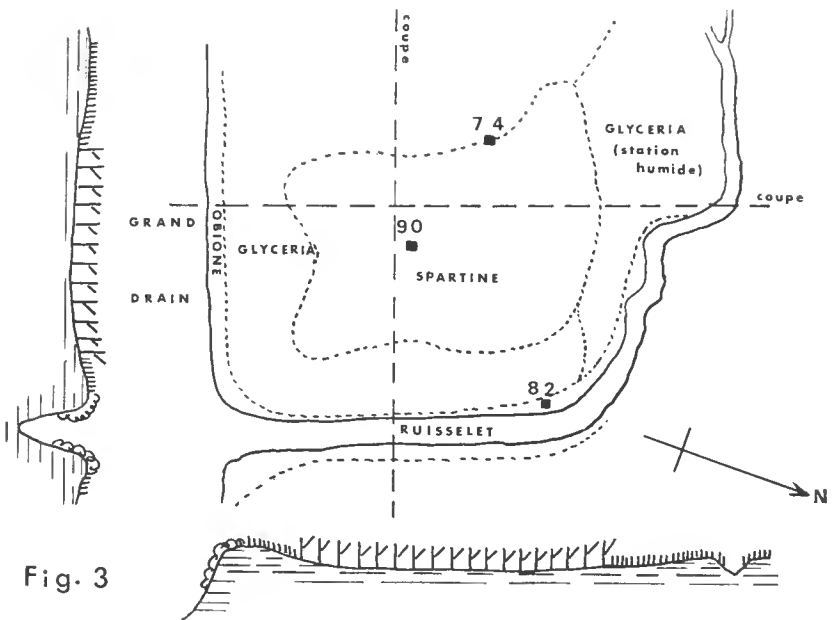 coupe
74
GLYCERIA
(station
humide)
coupe
GRAND
OBIONE
90
GLYCERIA
SPARTINE
DRAIN
82
RUISSELET
N
Fig. 3